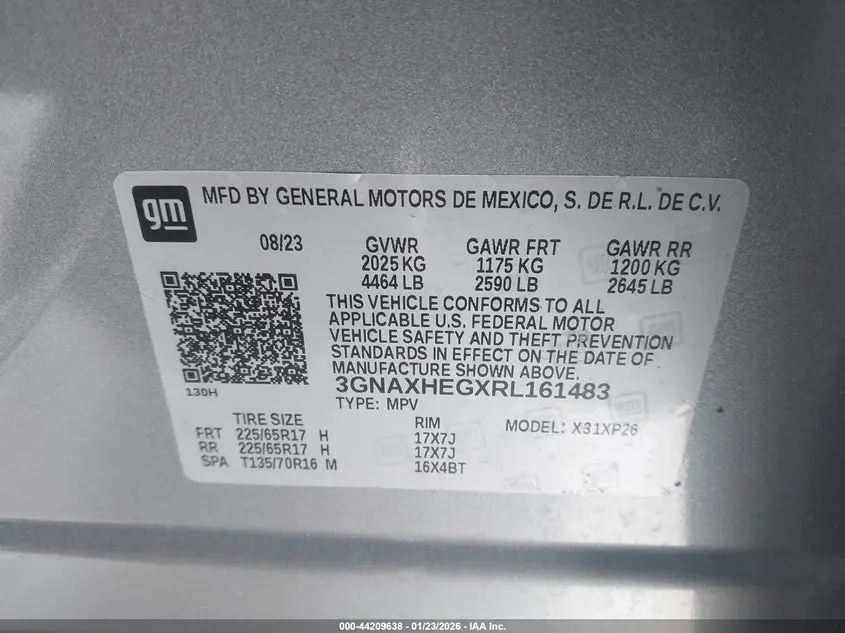 gm
MFD BY GENERAL MOTORS DE MEXICO, S. DE R.L. DE C.V.
08/23 GVWR GAWR FRT GAWR RR
2025 KG 1175 KG 1200 KG
4464 LB 2590 LB 2645 LB
THIS VEHICLE CONFORMS TO ALL
APPLICABLE U.S. FEDERAL MOTOR
VEHICLE SAFETY AND THEFT PREVENTION
STANDARDS IN EFFECT ON THE DATE OF
MANUFACTURE SHOWN ABOVE.
130H
3GNAXHEGXRL161483
TYPE: MPV
TIRE SIZE RIM MODEL: X31XP26
FRT 225/65R17 H 17X7J
RR 225/65R17 H 17X7J
SPA T135/70R16 M 16X4BT
000-44209638 - 01/23/2026 - IAA Inc.